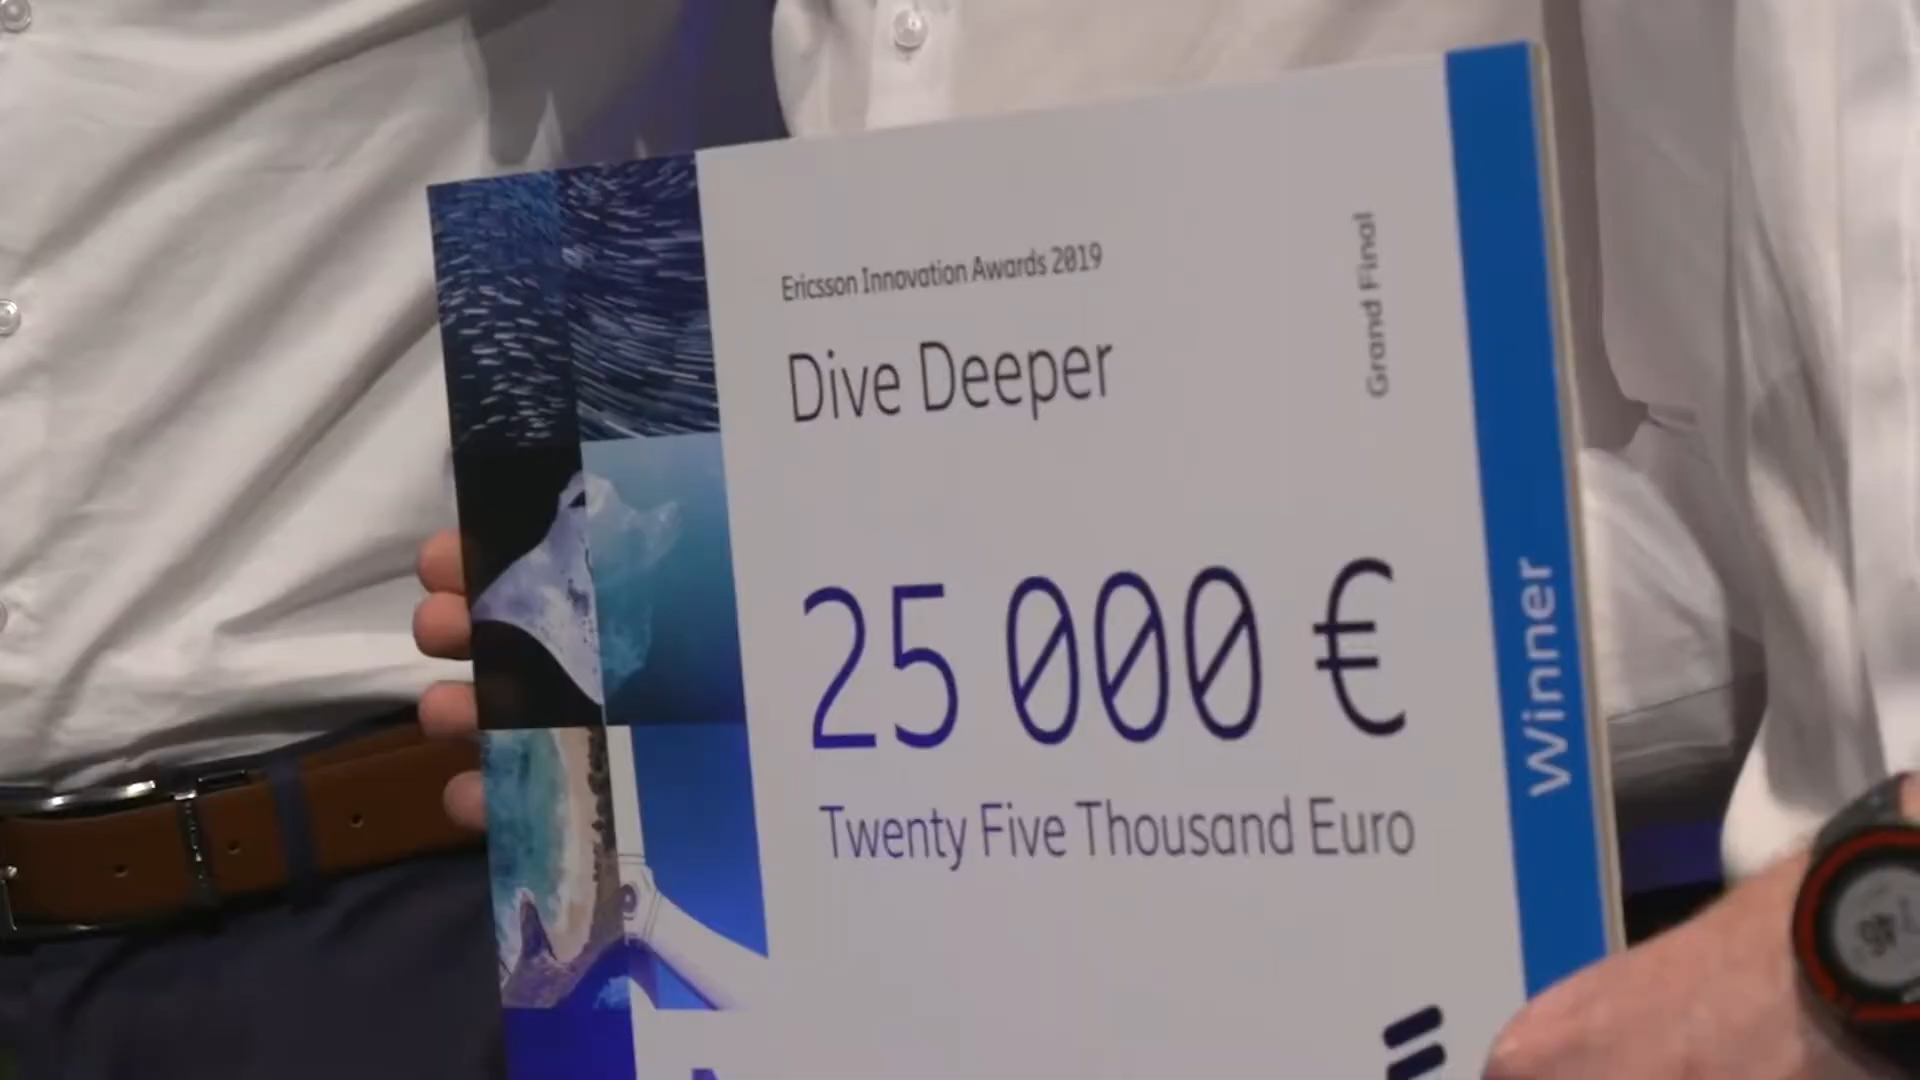 Ericsson Innovation Awards 2019
Dive Deeper
Grand Final
25 000 €
Twenty Five Thousand Euro
Winner